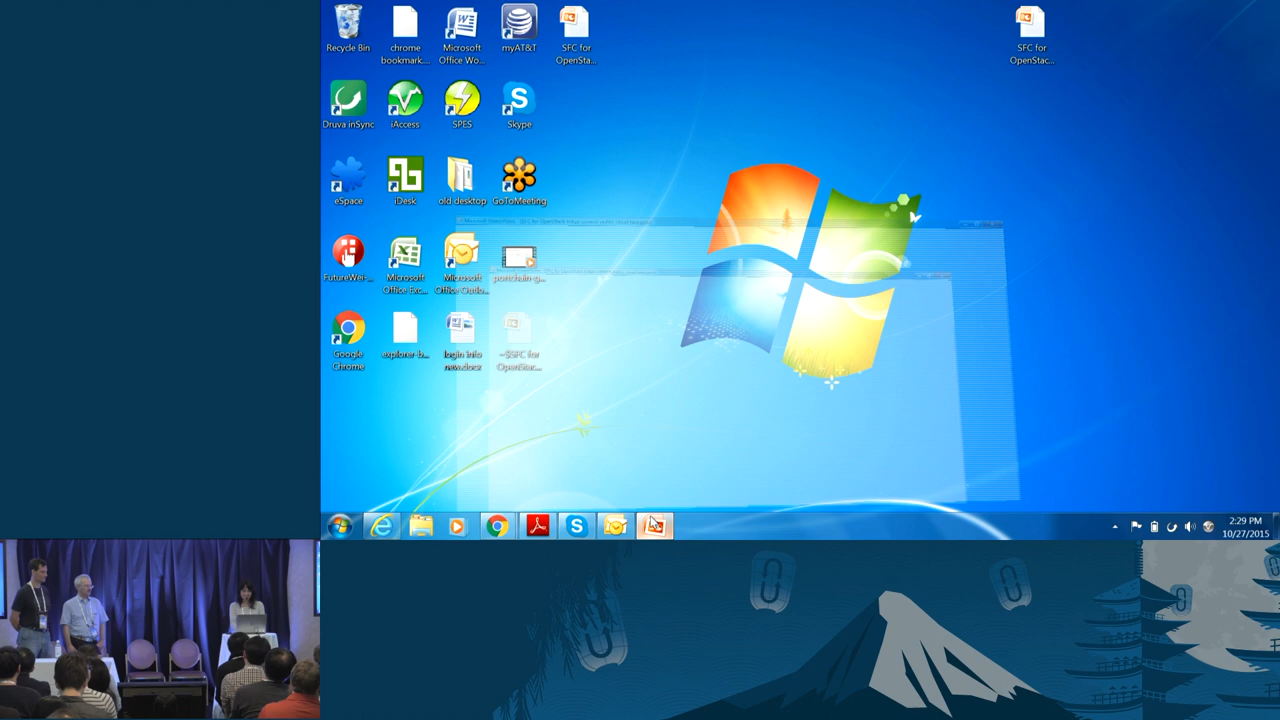 Recycle Bin
chrome
bookmark....
Microsoft
Office Wo...
myAT&T
SFC for
OpenSta...
SFC for
OpenStac...
Druva inSync
iAccess
SPES
Skype
eSpace
iDesk
old desktop
GoToMeeting
FutureWei-...
Microsoft
Office Exc...
Microsoft
Office Outlo...
portchain-g...
Google
Chrome
explorer-b...
login info
new.docx
~$SFC for
OpenStac...
2:29 PM
10/27/2015